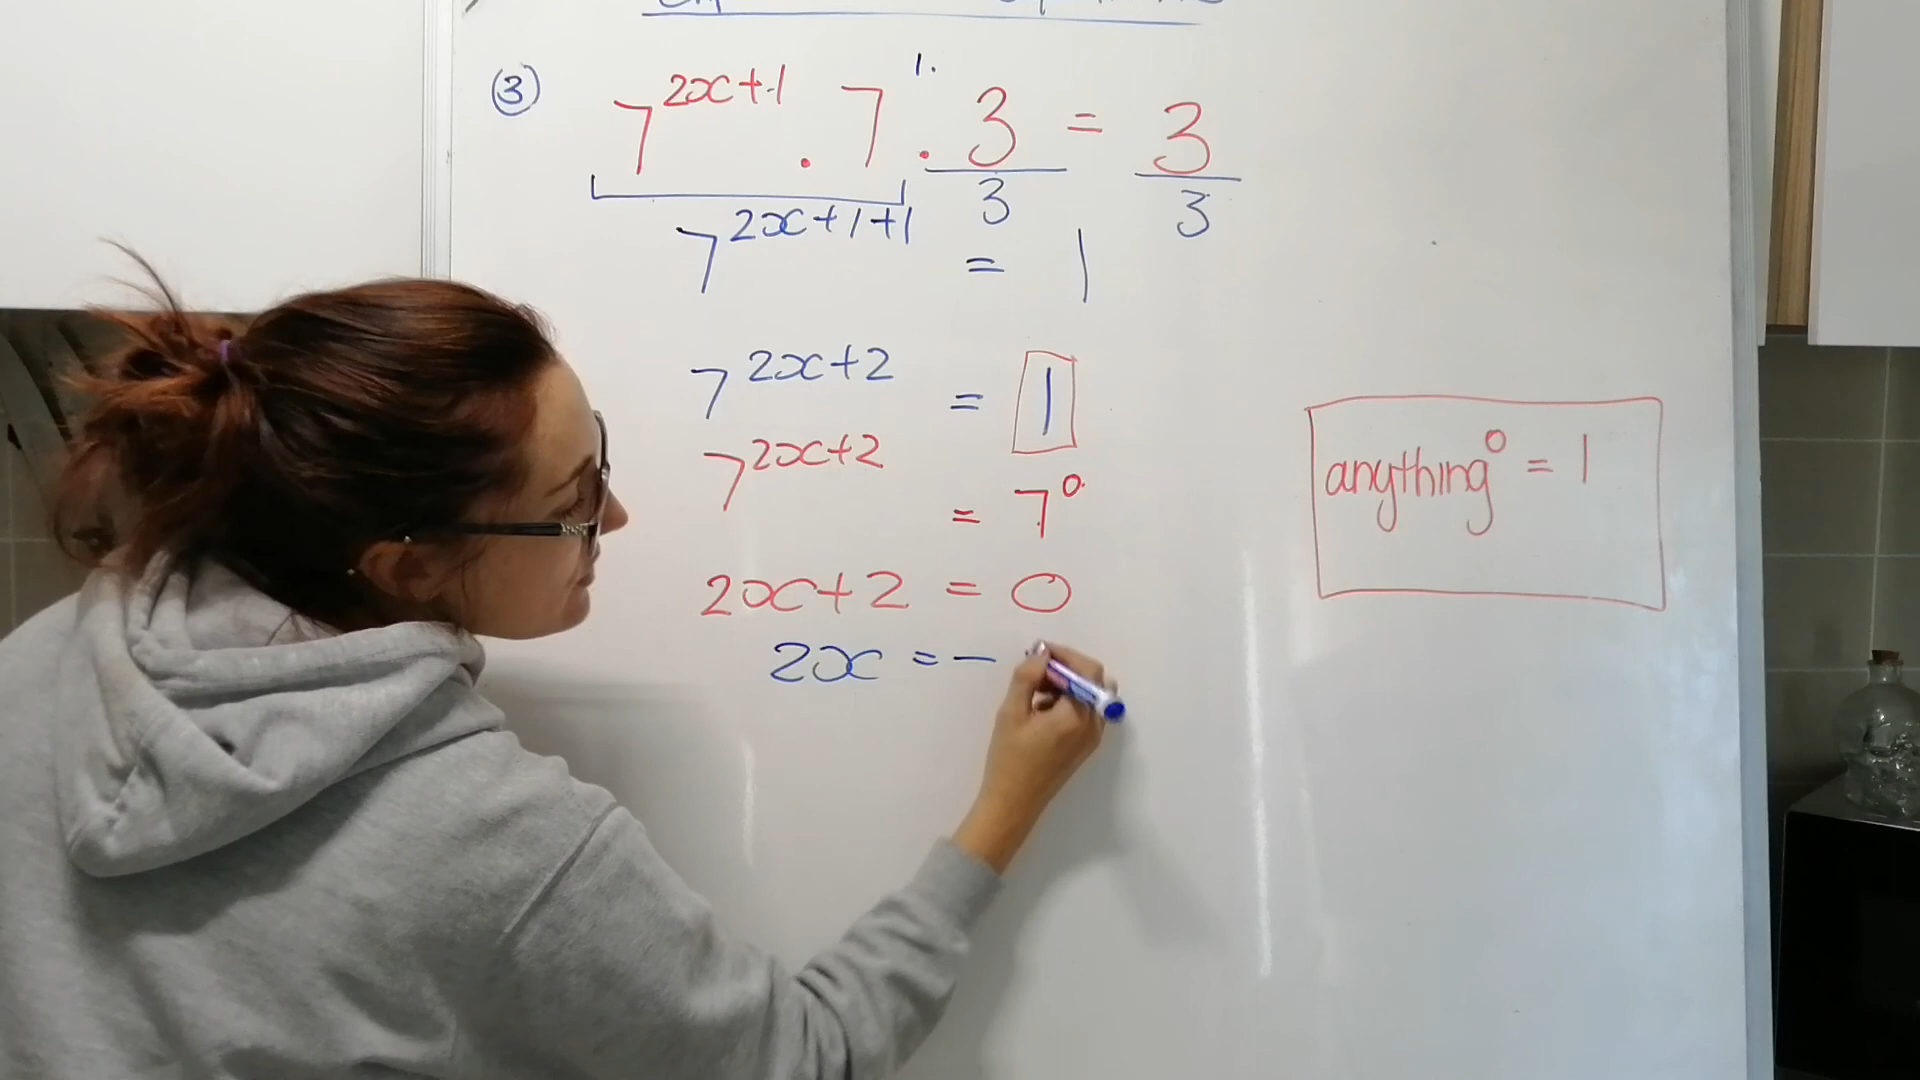 ③ 7^{2x+1} . 7^{1} . 3/3 = 3/3
7^{2x+1+1} = 1
7^{2x+2} = 1
7^{2x+2} = 7^{0}
2x+2 = 0
2x = -
anything^{0} = 1